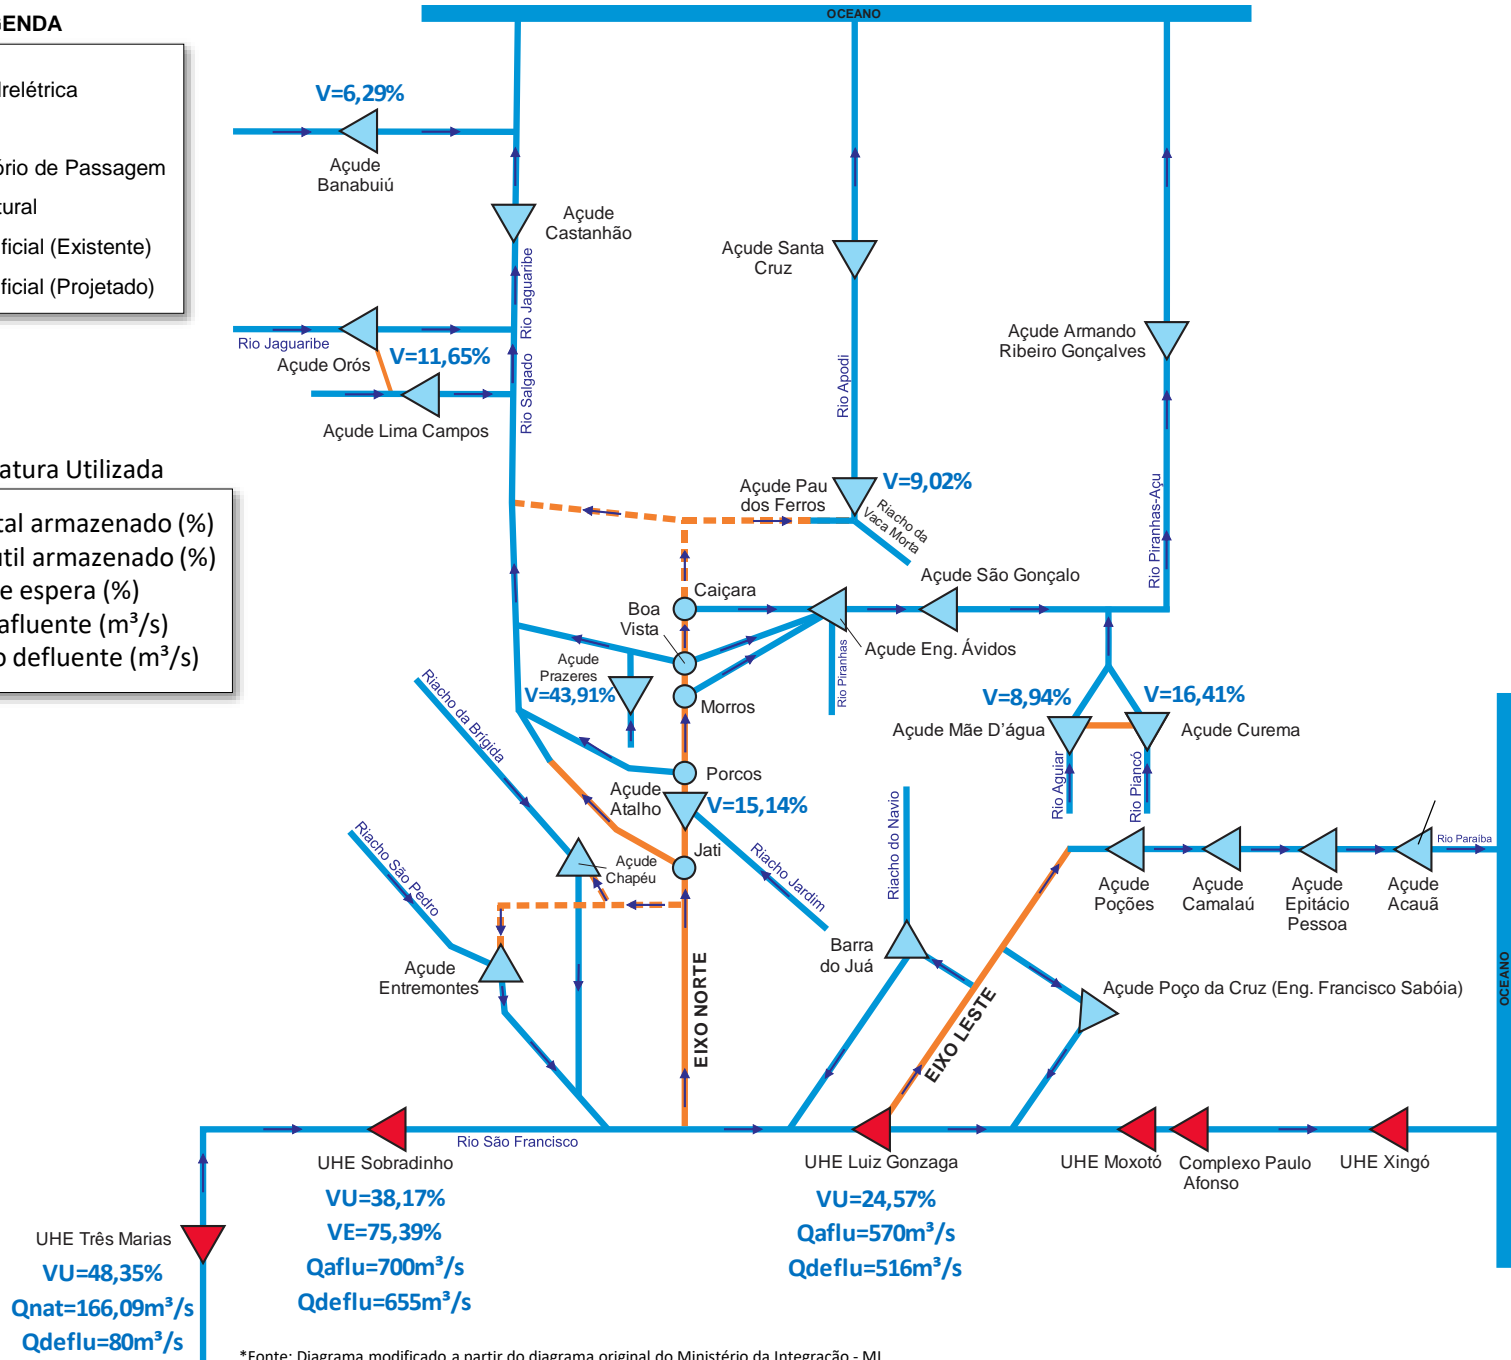 OCEANO
GENDA
drelétrica
ório de Passagem
tural
ificial (Existente)
ificial (Projetado)
V=6,29%
Açude
Banabuiú
Açude
Castanhão
Rio Jaguaribe
Açude Santa
Cruz
Açude Armando
Ribeiro Gonçalves
Rio Jaguaribe
Açude Orós
V=11,65%
Rio Salgado
Açude Lima Campos
Rio Apodi
atura Utilizada
tal armazenado (%)
útil armazenado (%)
e espera (%)
afluente (m³/s)
o defluente (m³/s)
Açude Pau
dos Ferros
V=9,02%
Riacho da
Vaca Morta
Rio Piranhas-Açu
Açude São Gonçalo
Caiçara
Boa
Vista
Açude Eng. Ávidos
Rio Piranhas
Açude
Prazeres
V=43,91%
Morros
Riacho da Brigida
V=8,94%
V=16,41%
Açude Mãe D'água
Açude Curema
Rio Aguiar
Rio Piancó
Porcos
Açude
Atalho
V=15,14%
Jati
Riacho Jardim
Riacho do Navio
Açude
Chapéu
Riacho São Pedro
Rio Paraiba
Açude
Poções
Açude
Camalaú
Açude
Epitácio
Pessoa
Açude
Acauã
Açude
Entremontes
Barra
do Juá
EIXO NORTE
EIXO LESTE
Açude Poço da Cruz (Eng. Francisco Sabóia)
OCEANO
Rio São Francisco
UHE Sobradinho
VU=38,17%
VE=75,39%
Qaflu=700m³/s
Qdeflu=655m³/s
UHE Luiz Gonzaga
VU=24,57%
Qaflu=570m³/s
Qdeflu=516m³/s
UHE Moxotó
Complexo Paulo
Afonso
UHE Xingó
UHE Três Marias
VU=48,35%
Qnat=166,09m³/s
Qdeflu=80m³/s
*Fonte: Diagrama modificado a partir do diagrama original do Ministério da Integração - MI